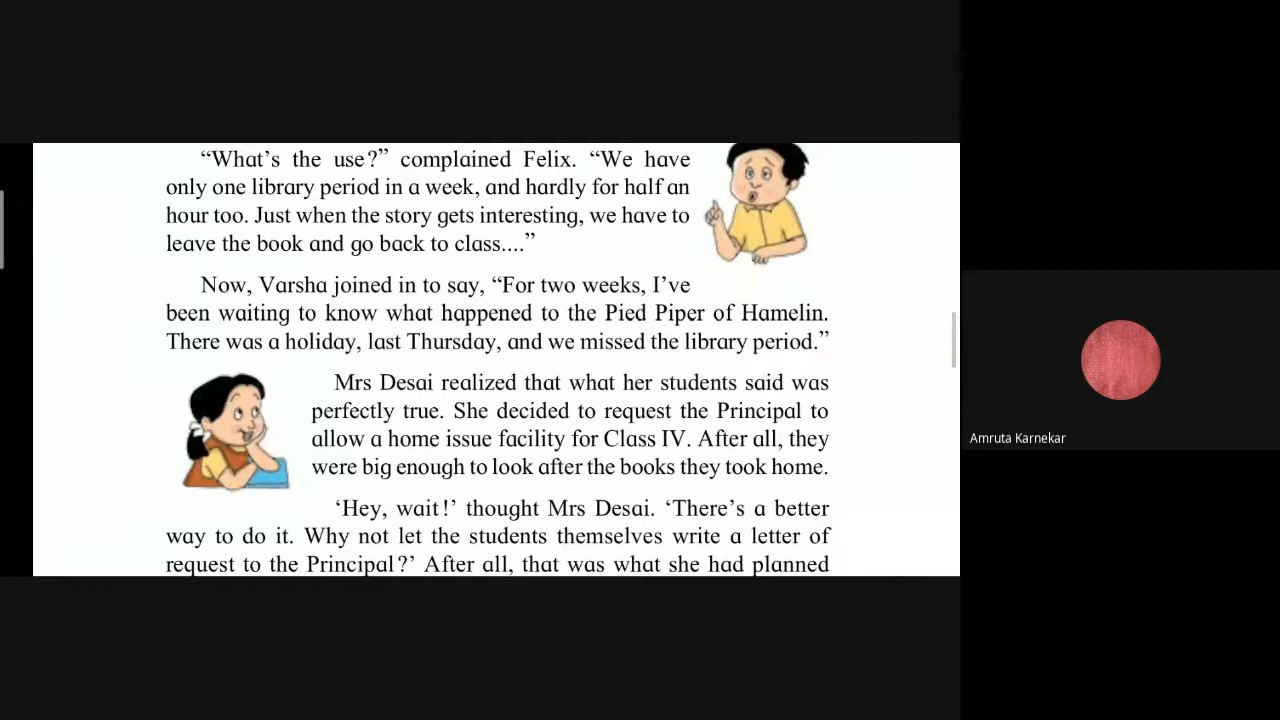 “What’s the use?” complained Felix. “We have
only one library period in a week, and hardly for half an
hour too. Just when the story gets interesting, we have to
leave the book and go back to class....”
Now, Varsha joined in to say, “For two weeks, I’ve
been waiting to know what happened to the Pied Piper of Hamelin.
There was a holiday, last Thursday, and we missed the library period.”
Mrs Desai realized that what her students said was
perfectly true. She decided to request the Principal to
allow a home issue facility for Class IV. After all, they
were big enough to look after the books they took home.
‘Hey, wait!’ thought Mrs Desai. ‘There’s a better
way to do it. Why not let the students themselves write a letter of
request to the Principal?’ After all, that was what she had planned
Amruta Karnekar